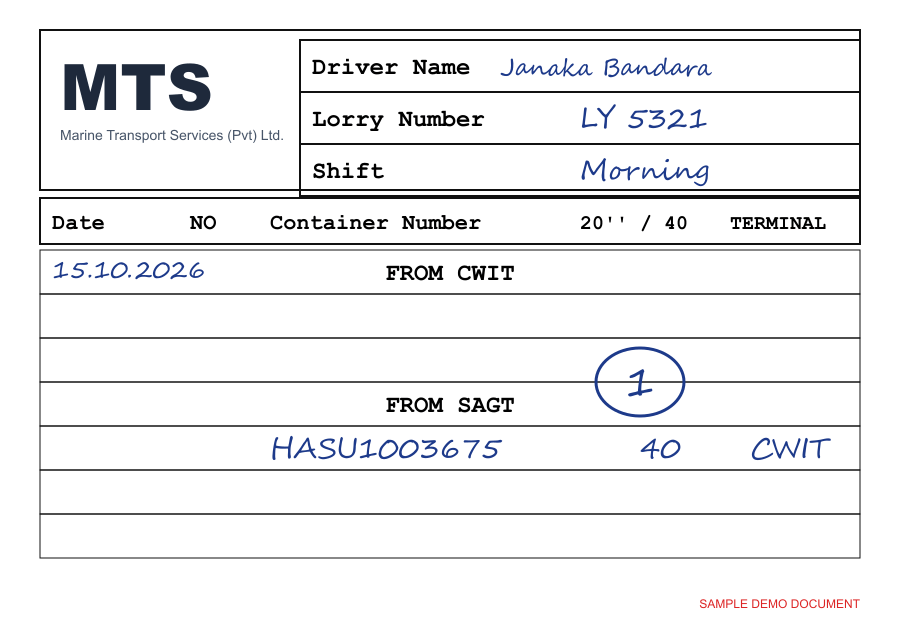 MTS
Marine Transport Services (Pvt) Ltd.
Driver Name Janaka Bandara
Lorry Number LY 5321
Shift Morning
Date NO Container Number 20'' / 40 TERMINAL
15.10.2026 FROM CWIT
1
FROM SAGT
HASU1003675 40 CWIT
SAMPLE DEMO DOCUMENT